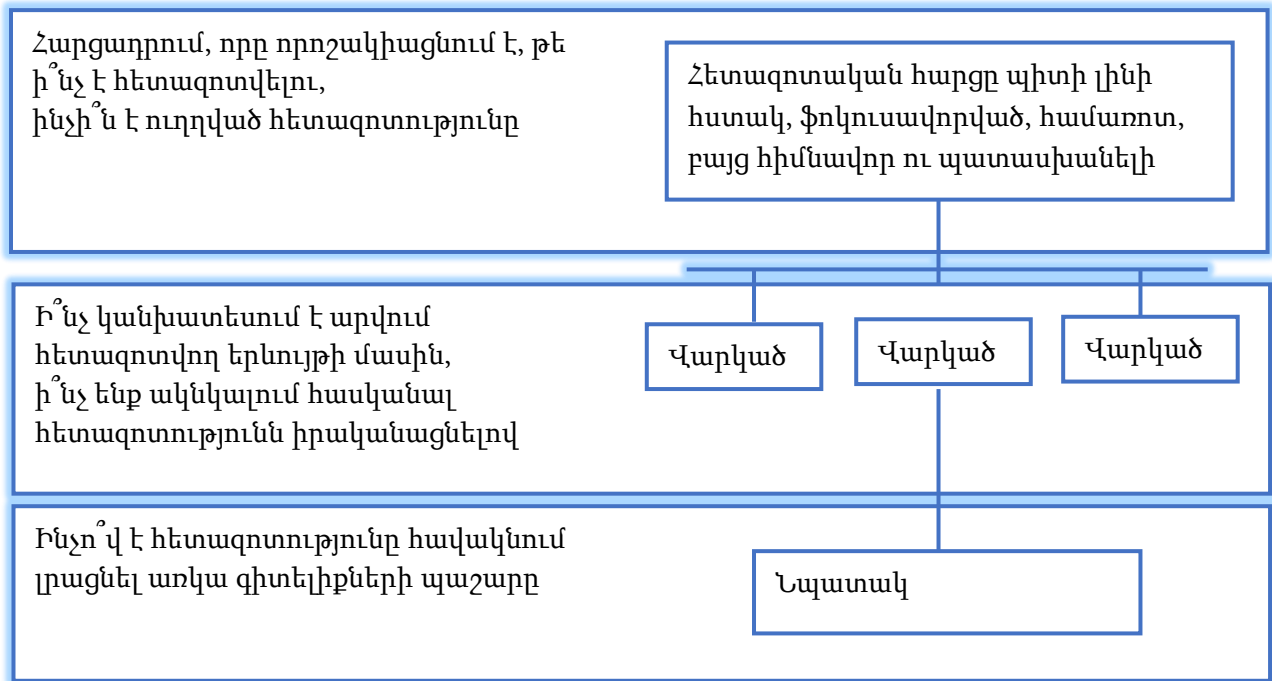 Հարցադրում, որը որոշակիացնում է, թե
ի՞նչ է հետազոտվելու,
ինչի՞ն է ուղղված հետազոտությունը
Հետազոտական հարցը պիտի լինի
հստակ, ֆոկուսավորված, համառոտ,
բայց հիմնավոր ու պատասխանելի
Ի՞նչ կանխատեսում է արվում
հետազոտվող երևույթի մասին,
ի՞նչ ենք ակնկալում հասկանալ
հետազոտությունն իրականացնելով
Վարկած
Վարկած
Վարկած
Ինչո՞վ է հետազոտությունը հավակնում
լրացնել առկա գիտելիքների պաշարը
Նպատակ